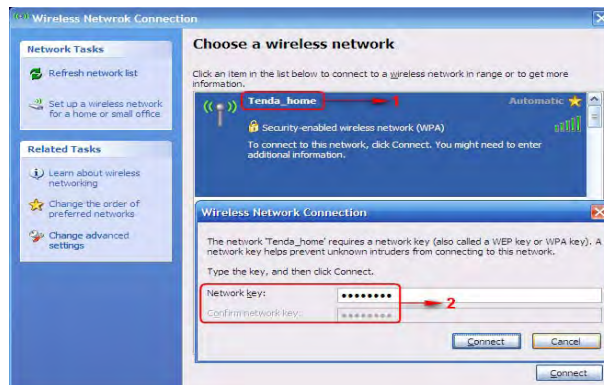 Wireless Netwrok Connection
Network Tasks
Refresh network list
Set up a wireless network
for a home or small office
Related Tasks
Learn about wireless
networking
Change the order of
preferred networks
Change advanced
settings
Choose a wireless network
Click an item in the list below to connect to a wireless network in range or to get more
information.
Tenda_home
1
Automatic
Security-enabled wireless network (WPA)
To connect to this network, click Connect. You might need to enter
additional information.
Wireless Network Connection
The network 'Tenda_home' requires a network key (also called a WEP key or WPA key). A
network key helps prevent unknown intruders from connecting to this network.
Type the key, and then click Connect.
Network key:
••••••••
2
Confirm network key:
••••••••
Connect
Cancel
Connect